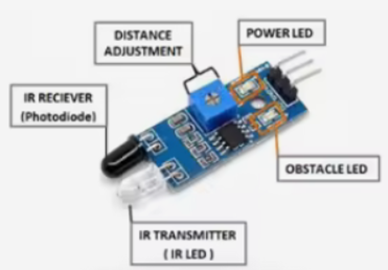 DISTANCE
ADJUSTMENT
POWER LED
IR RECIEVER
(Photodiode)
OBSTACLE LED
IR TRANSMITTER
( IR LED )